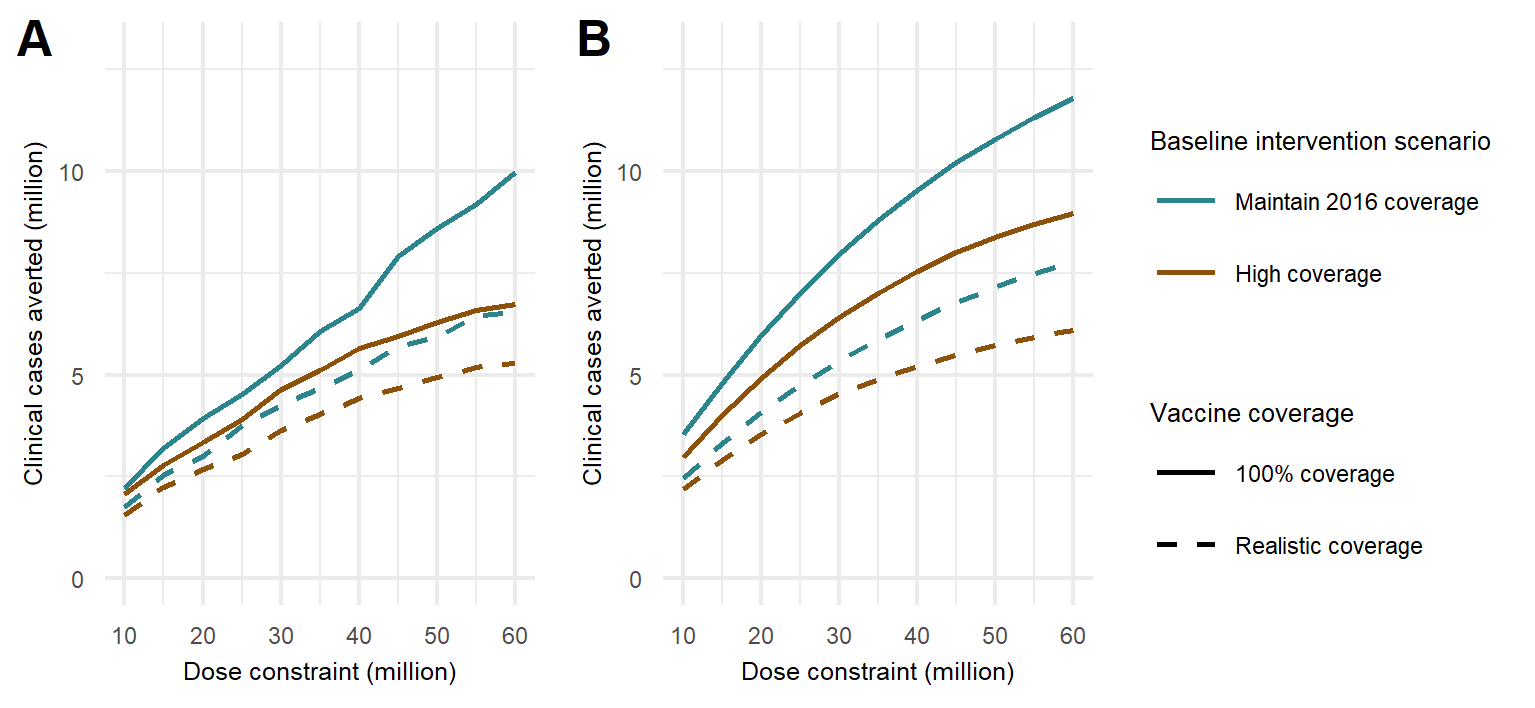 A
Clinical cases averted (million)
10
5
0
10 20 30 40 50 60
Dose constraint (million)
B
Clinical cases averted (million)
10
5
0
10 20 30 40 50 60
Dose constraint (million)
Baseline intervention scenario
Maintain 2016 coverage
High coverage
Vaccine coverage
100% coverage
Realistic coverage